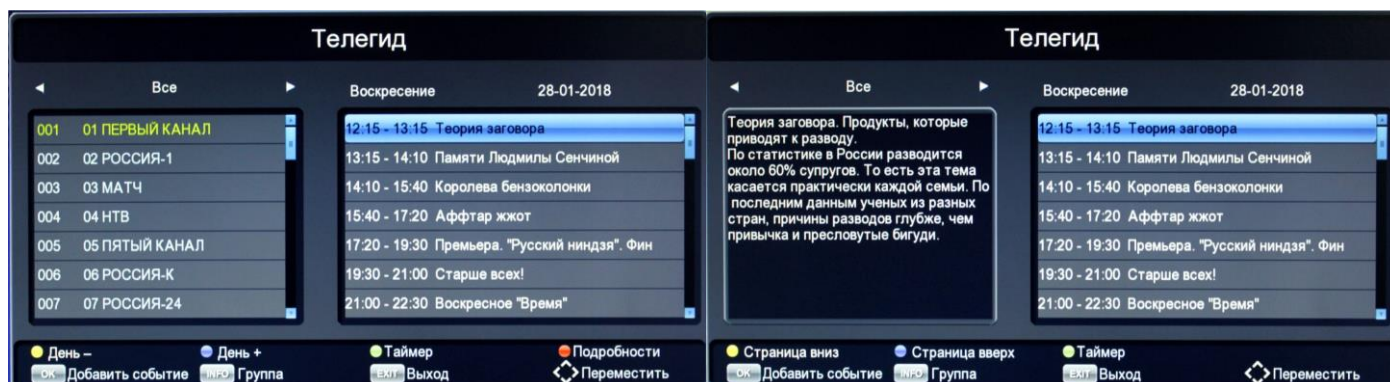 Телегид
Все
Воскресение 28-01-2018
001 01 ПЕРВЫЙ КАНАЛ
002 02 РОССИЯ-1
003 03 МАТЧ
004 04 НТВ
005 05 ПЯТЫЙ КАНАЛ
006 06 РОССИЯ-К
007 07 РОССИЯ-24
12:15 - 13:15 Теория заговора
13:15 - 14:10 Памяти Людмилы Сенчиной
14:10 - 15:40 Королева бензоколонки
15:40 - 17:20 Аффтар жжот
17:20 - 19:30 Премьера. "Русский ниндзя". Фин
19:30 - 21:00 Старше всех!
21:00 - 22:30 Воскресное "Время"
День – День + Таймер Подробности
OK Добавить событие INFO Группа EXIT Выход Переместить
Телегид
Все
Воскресение 28-01-2018
Теория заговора. Продукты, которые
приводят к разводу.
По статистике в России разводится
около 60% супругов. То есть эта тема
касается практически каждой семьи. По
последним данным ученых из разных
стран, причины разводов глубже, чем
привычка и пресловутые бигуди.
12:15 - 13:15 Теория заговора
13:15 - 14:10 Памяти Людмилы Сенчиной
14:10 - 15:40 Королева бензоколонки
15:40 - 17:20 Аффтар жжот
17:20 - 19:30 Премьера. "Русский ниндзя". Фин
19:30 - 21:00 Старше всех!
21:00 - 22:30 Воскресное "Время"
Страница вниз Страница вверх Таймер
OK Добавить событие INFO Группа EXIT Выход Переместить